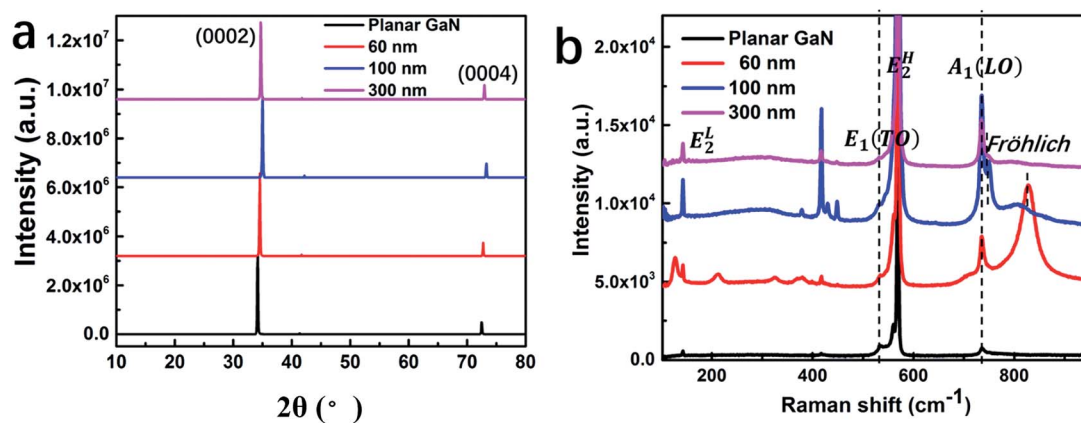 a
Intensity (a.u.)
1.2x10⁷
1.0x10⁷
8.0x10⁶
6.0x10⁶
4.0x10⁶
2.0x10⁶
0.0
(0002)
Planar GaN
60 nm
100 nm
300 nm
(0004)
10 20 30 40 50 60 70 80
2θ (°)
b
Intensity (a.u.)
2.0x10⁴
1.5x10⁴
1.0x10⁴
5.0x10³
0.0
Planar GaN
60 nm
100 nm
300 nm
E₂ᴴ
A₁(LO)
E₂ᴸ
E₁(TO)
Fröhlich
200 400 600 800
Raman shift (cm⁻¹)